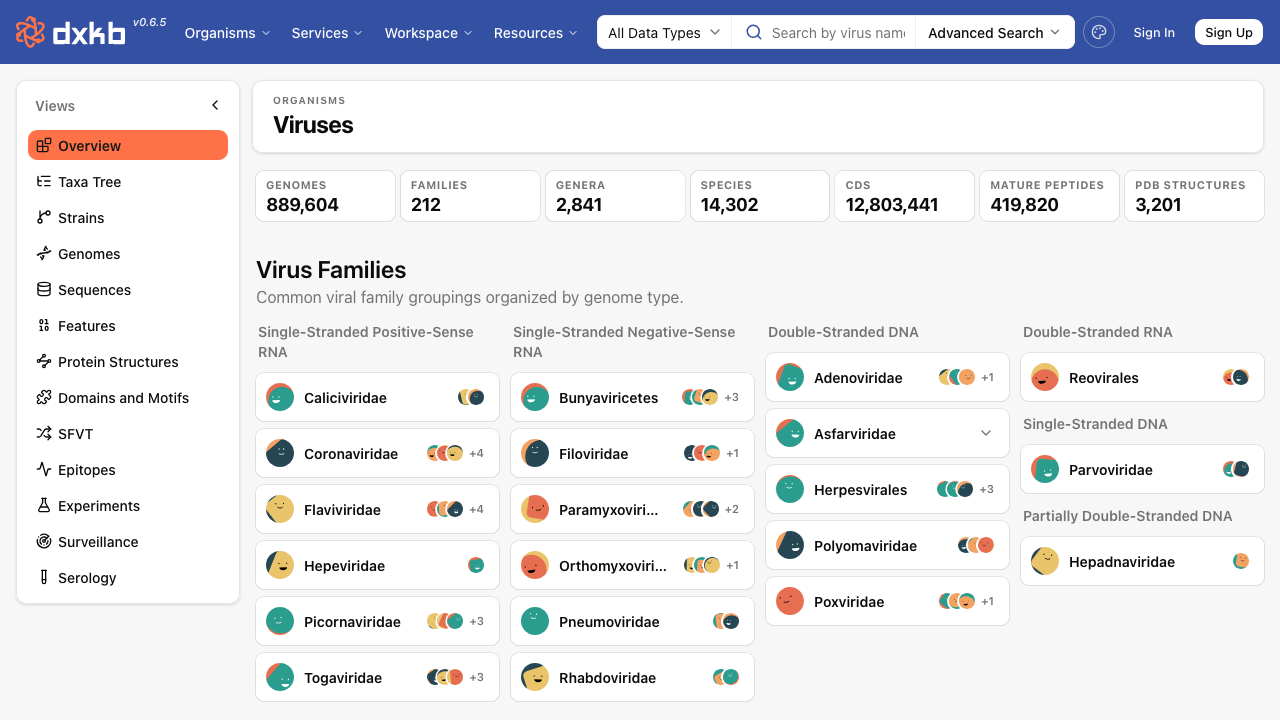 dxkb v0.6.5
Organisms Services Workspace Resources
All Data Types Search by virus name Advanced Search
Sign In Sign Up
Views
Overview
Taxa Tree
Strains
Genomes
Sequences
Features
Protein Structures
Domains and Motifs
SFVT
Epitopes
Experiments
Surveillance
Serology
ORGANISMS
Viruses
GENOMES
889,604
FAMILIES
212
GENERA
2,841
SPECIES
14,302
CDS
12,803,441
MATURE PEPTIDES
419,820
PDB STRUCTURES
3,201
Virus Families
Common viral family groupings organized by genome type.
Single-Stranded Positive-Sense
RNA
Caliciviridae
Coronaviridae +4
Flaviviridae +4
Hepeviridae
Picornaviridae +3
Togaviridae +3
Single-Stranded Negative-Sense
RNA
Bunyaviricetes +3
Filoviridae +1
Paramyxoviri... +2
Orthomyxoviri... +1
Pneumoviridae
Rhabdoviridae
Double-Stranded DNA
Adenoviridae +1
Asfarviridae
Herpesvirales +3
Polyomaviridae
Poxviridae +1
Double-Stranded RNA
Reovirales
Single-Stranded DNA
Parvoviridae
Partially Double-Stranded DNA
Hepadnaviridae